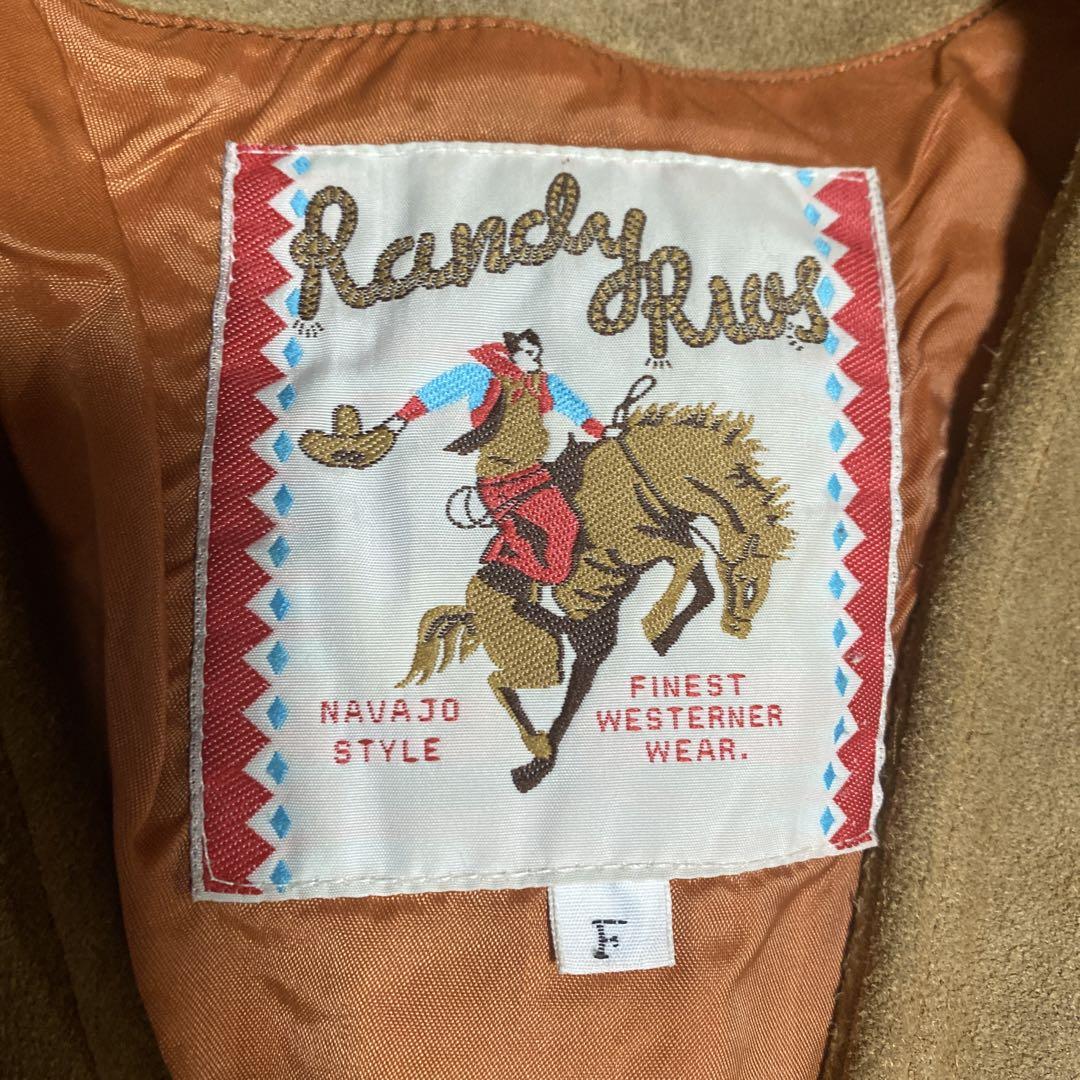 Randy
Rws
NAVAJO
STYLE
FINEST
WESTERNER
WEAR.
F